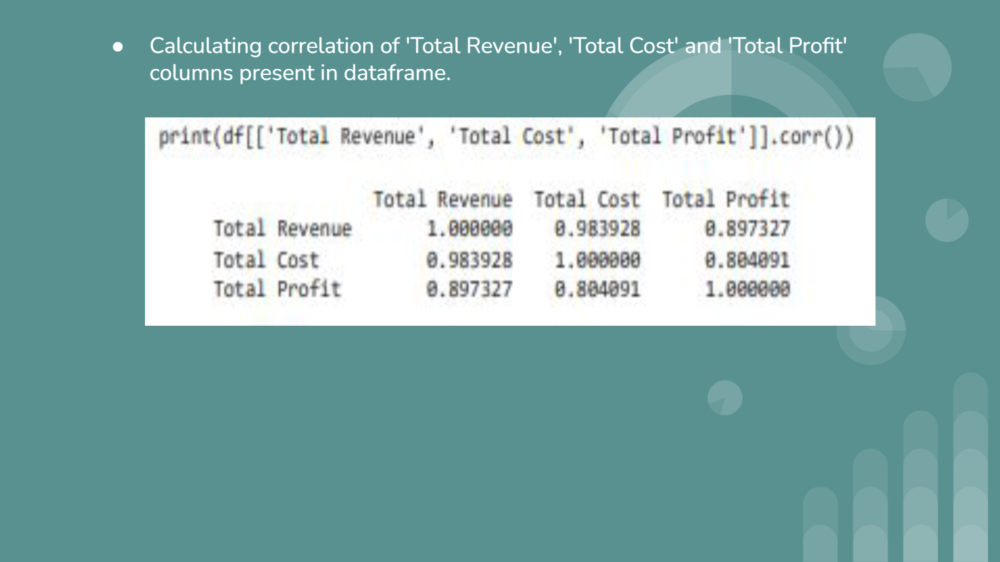 ● Calculating correlation of 'Total Revenue', 'Total Cost' and 'Total Profit'
columns present in dataframe.
print(df[['Total Revenue', 'Total Cost', 'Total Profit']].corr())
Total Revenue Total Cost Total Profit
Total Revenue 1.000000 0.983928 0.897327
Total Cost 0.983928 1.000000 0.804091
Total Profit 0.897327 0.804091 1.000000